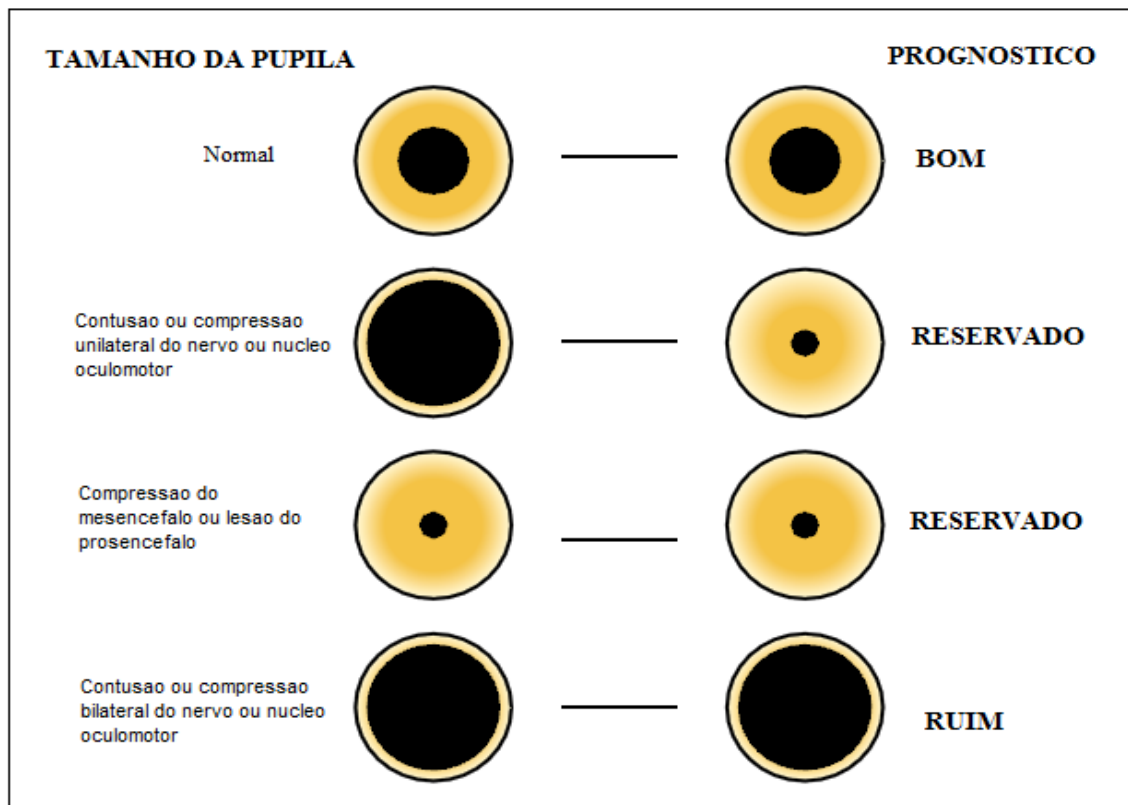 TAMANHO DA PUPILA
PROGNOSTICO
Normal
BOM
Contusao ou compressao
unilateral do nervo ou nucleo
oculomotor
RESERVADO
Compressao do
mesencefalo ou lesao do
prosencefalo
RESERVADO
Contusao ou compressao
bilateral do nervo ou nucleo
oculomotor
RUIM